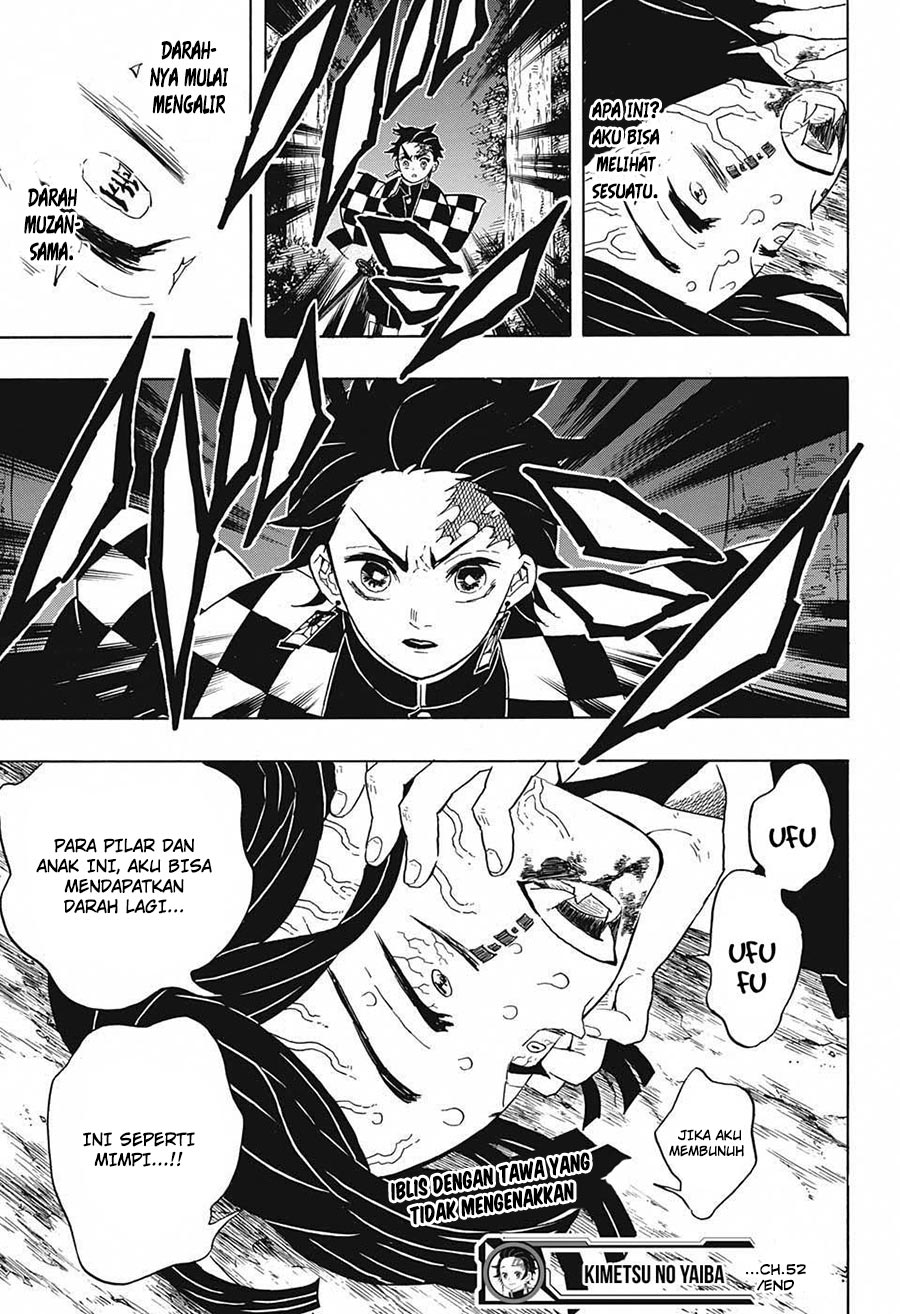 APA INI?
AKU BISA
MELIHAT
SESUATU.
DARAH-
NYA MULAI
MENGALIR
DARAH
MUZAN-
SAMA.
UFU
UFU
FU
JIKA AKU
MEMBUNUH
PARA PILAR DAN
ANAK INI, AKU BISA
MENDAPATKAN
DARAH LAGI...
INI SEPERTI
MIMPI...!!
IBLIS DENGAN TAWA YANG
TIDAK MENGENAKKAN
KIMETSU NO YAIBA
...CH.52
/END